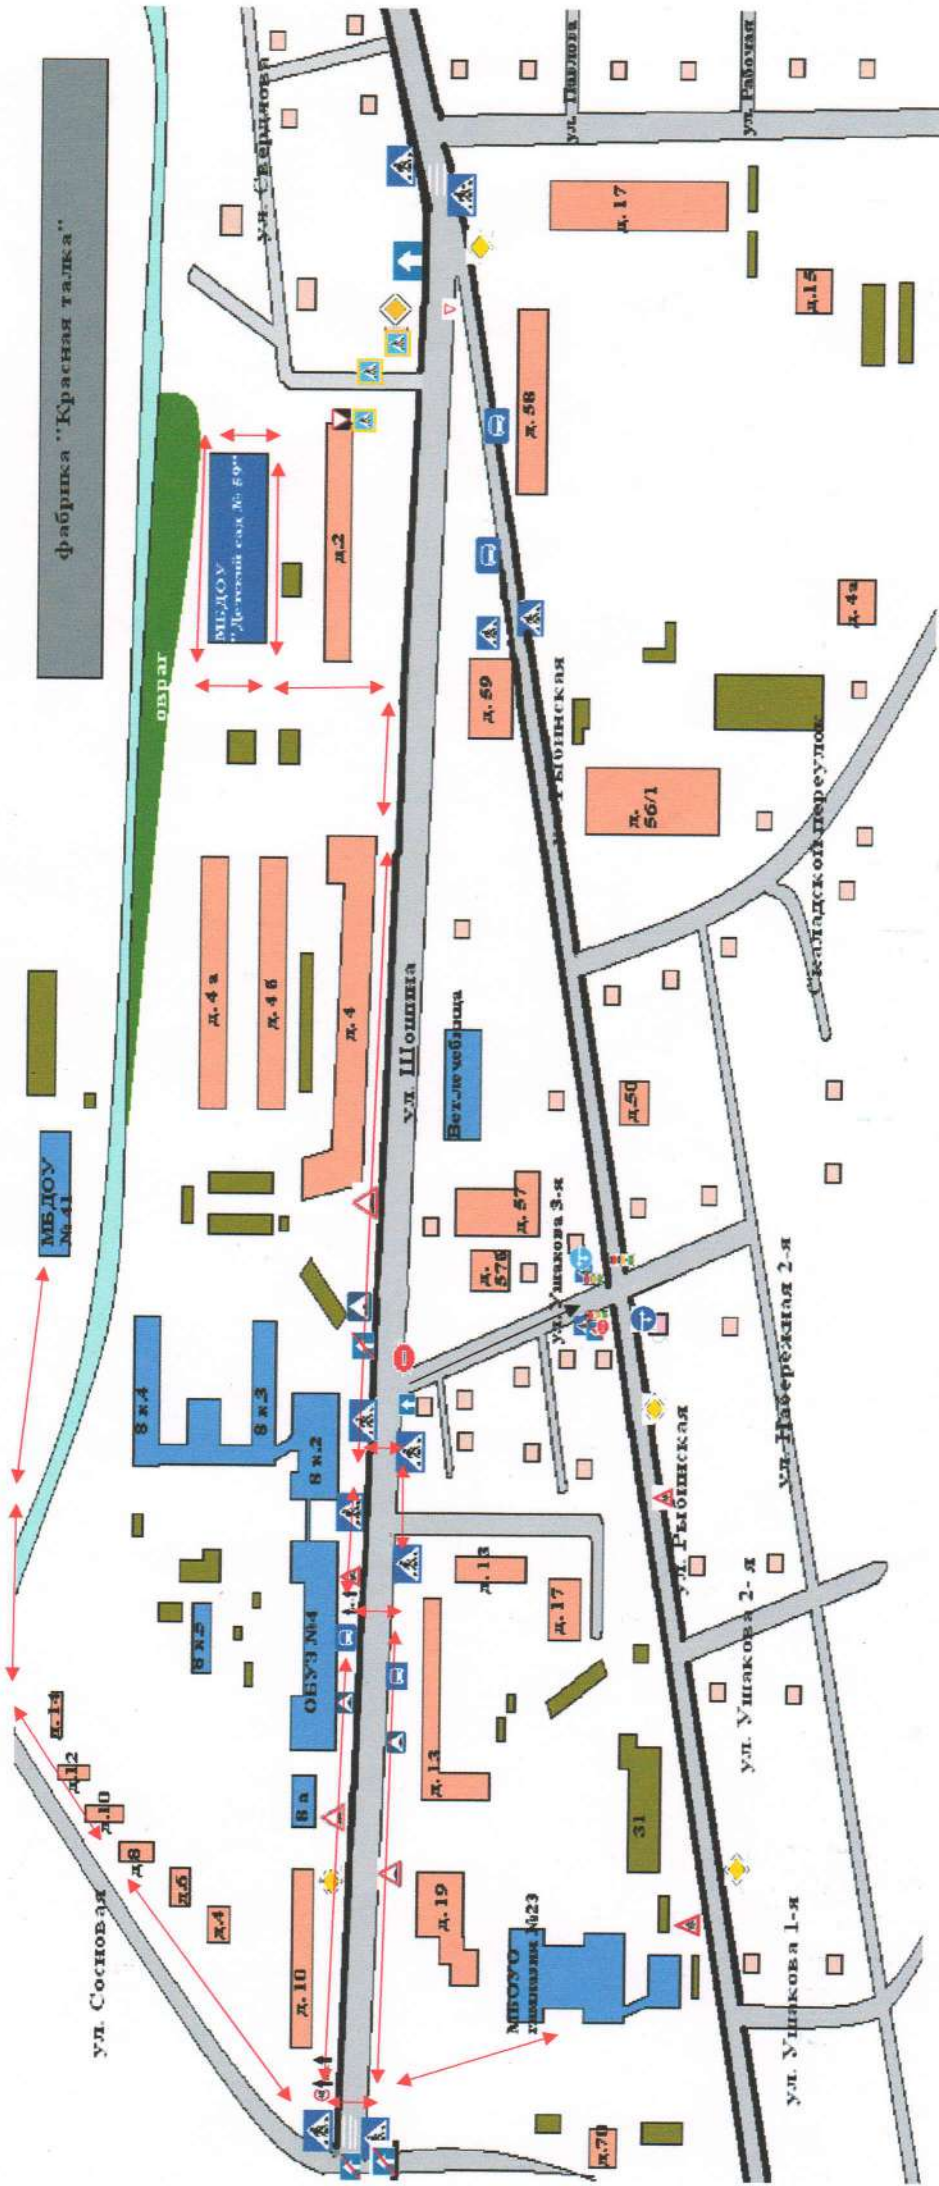 фабрика "Красная талка"
ул. Свердлова
МБДОУ
"Детский сад № 59"
овраг
д.2
ул. Павлова
ул. Рабочая
д. 17
д.15
д. 58
д. 59
д. 4а
ул. Рыбинская
д.
56/1
Складской переулок
д. 4а
д. 4 б
д. 4
ул. Шошина
Ветлечебница
д.50
МБДОУ
№ 41
д. 57
д.
57б
ул. Ушакова 3-я
8 к.4
8 к.3
8 к.2
ул. Набережная 2-я
ул. Рыбинская
8 к.5
ОБУЗ №4
д. 13
д. 17
ул. Ушакова 2- я
д. 14
д.12
д.10
д.8
д.6
д.4
8 а
д. 13
31
ул. Сосновая
д. 10
д. 19
МБОУО
гимназия №23
ул. Ушакова 1-я
д.70